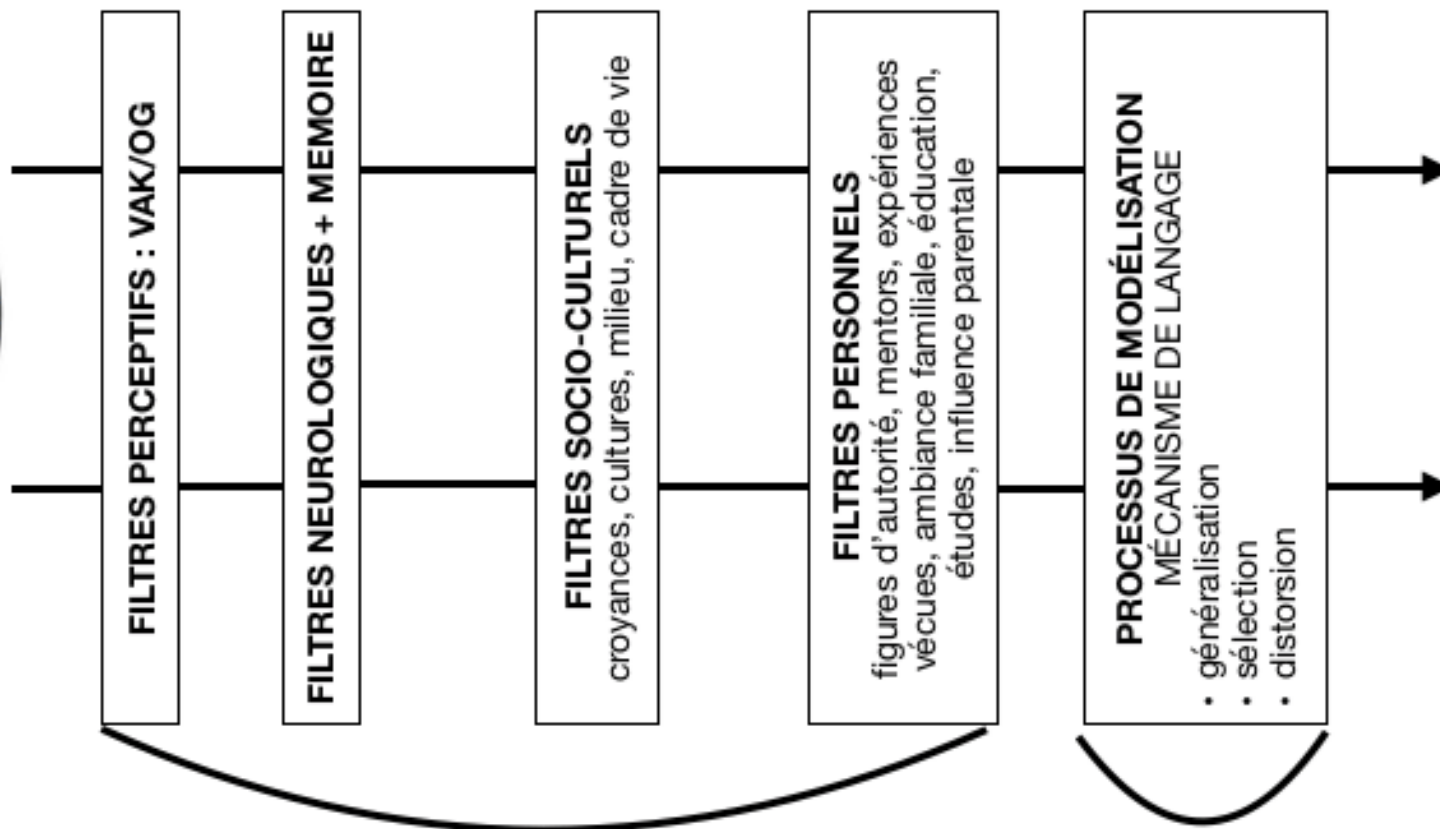 FILTRES PERCEPTIFS : VAK/OG
FILTRES NEUROLOGIQUES + MEMOIRE
FILTRES SOCIO-CULTURELS
croyances, cultures, milieu, cadre de vie
FILTRES PERSONNELS
figures d'autorité, mentors, expériences
vécues, ambiance familiale, éducation,
études, influence parentale
PROCESSUS DE MODÉLISATION
MÉCANISME DE LANGAGE
• généralisation
• sélection
• distorsion